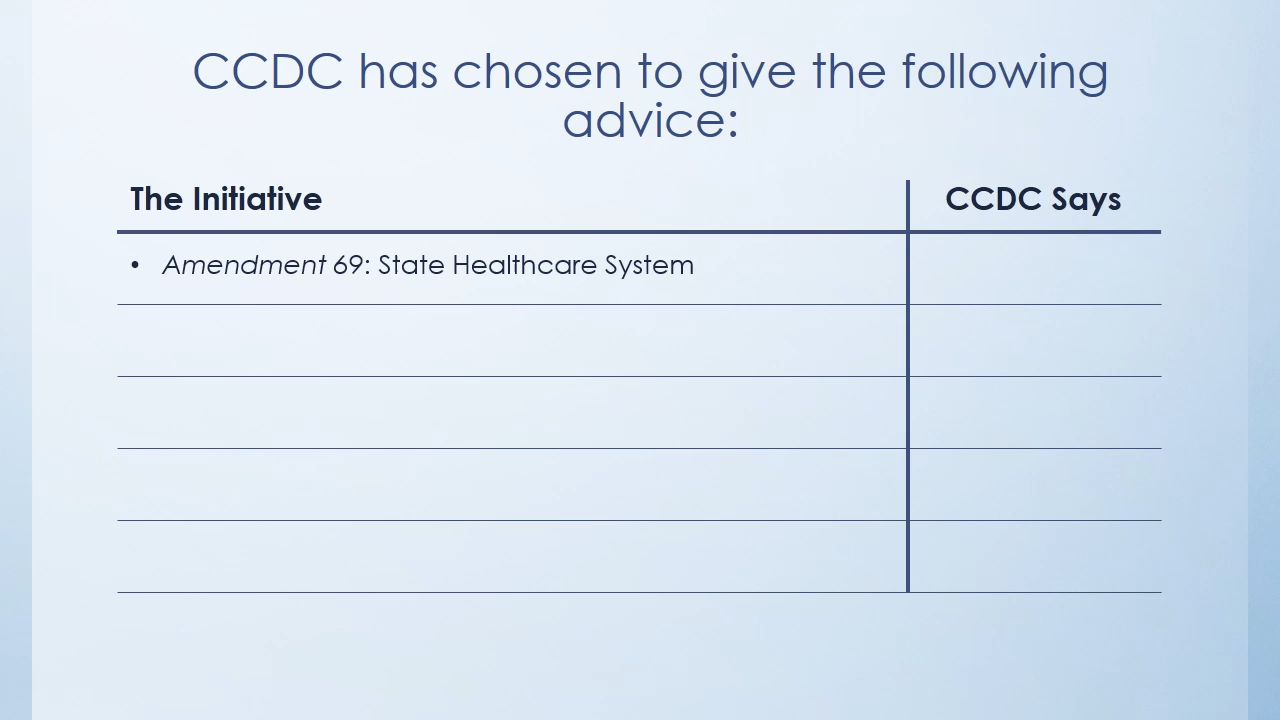 CCDC has chosen to give the following
advice:
The Initiative
CCDC Says
• Amendment 69: State Healthcare System